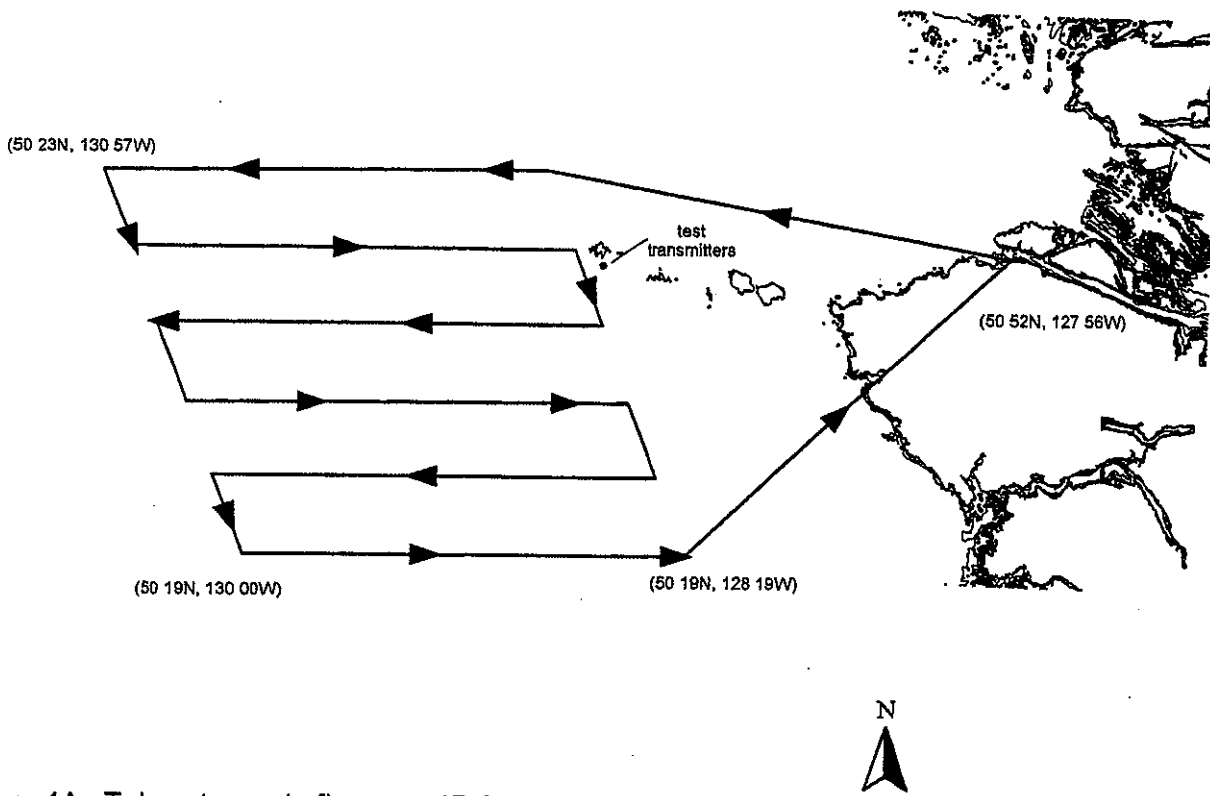 (50 23N, 130 57W)
test
transmitters
(50 52N, 127 56W)
(50 19N, 130 00W)
(50 19N, 128 19W)
N